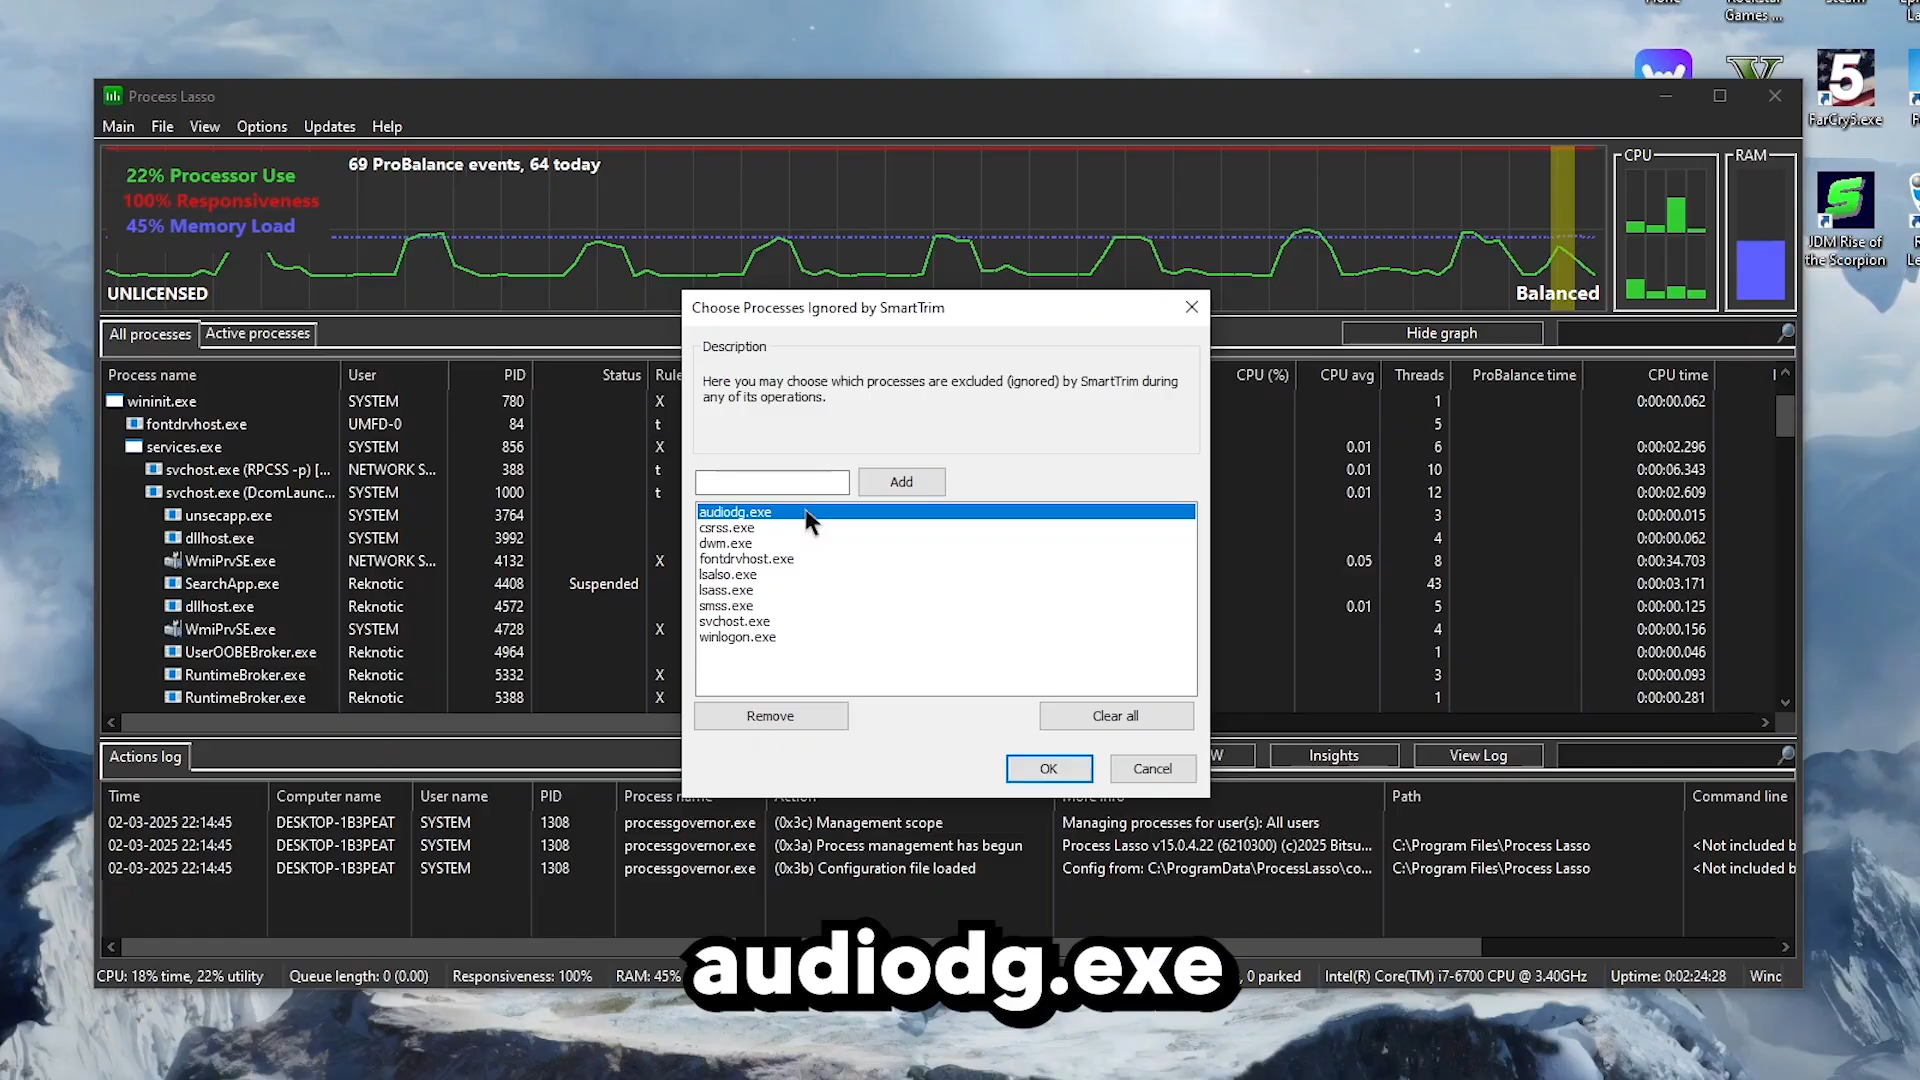 Games ...
Process Lasso
Main File View Options Updates Help
FarCry5.exe
69 ProBalance events, 64 today
22% Processor Use
100% Responsiveness
45% Memory Load
UNLICENSED
Balanced
CPU
RAM
JDM Rise of
the Scorpion
All processes Active processes
Hide graph
Process name User PID Status Rule CPU (%) CPU avg Threads ProBalance time CPU time
wininit.exe SYSTEM 780 X 1 0:00:00.062
fontdrvhost.exe UMFD-0 84 t 5
services.exe SYSTEM 856 X 0.01 6 0:00:02.296
svchost.exe (RPCSS -p) [... NETWORK S... 388 t 0.01 10 0:00:06.343
svchost.exe (DcomLaunc... SYSTEM 1000 t 0.01 12 0:00:02.609
unsecapp.exe SYSTEM 3764 3 0:00:00.015
dllhost.exe SYSTEM 3992 4 0:00:00.062
WmiPrvSE.exe NETWORK S... 4132 X 0.05 8 0:00:34.703
SearchApp.exe Reknotic 4408 Suspended 43 0:00:03.171
dllhost.exe Reknotic 4572 0.01 5 0:00:00.125
WmiPrvSE.exe SYSTEM 4728 X 4 0:00:00.156
UserOOBEBroker.exe Reknotic 4964 1 0:00:00.046
RuntimeBroker.exe Reknotic 5332 X 3 0:00:00.093
RuntimeBroker.exe Reknotic 5388 X 1 0:00:00.281
Choose Processes Ignored by SmartTrim
Description
Here you may choose which processes are excluded (ignored) by SmartTrim during
any of its operations.
Add
audiodg.exe
csrss.exe
dwm.exe
fontdrvhost.exe
lsalso.exe
lsass.exe
smss.exe
svchost.exe
winlogon.exe
Remove Clear all
OK Cancel
Actions log
W Insights View Log
Time Computer name User name PID Process name Action More info Path Command line
02-03-2025 22:14:45 DESKTOP-1B3PEAT SYSTEM 1308 processgovernor.exe (0x3c) Management scope Managing processes for user(s): All users
02-03-2025 22:14:45 DESKTOP-1B3PEAT SYSTEM 1308 processgovernor.exe (0x3a) Process management has begun Process Lasso v15.0.4.22 (6210300) (c)2025 Bitsu... C:\Program Files\Process Lasso <Not included b
02-03-2025 22:14:45 DESKTOP-1B3PEAT SYSTEM 1308 processgovernor.exe (0x3b) Configuration file loaded Config from: C:\ProgramData\ProcessLasso\co... C:\Program Files\Process Lasso <Not included b
audiodg.exe
CPU: 18% time, 22% utility Queue length: 0 (0.00) Responsiveness: 100% RAM: 45% , 0 parked Intel(R) Core(TM) i7-6700 CPU @ 3.40GHz Uptime: 0:02:24:28 Winc